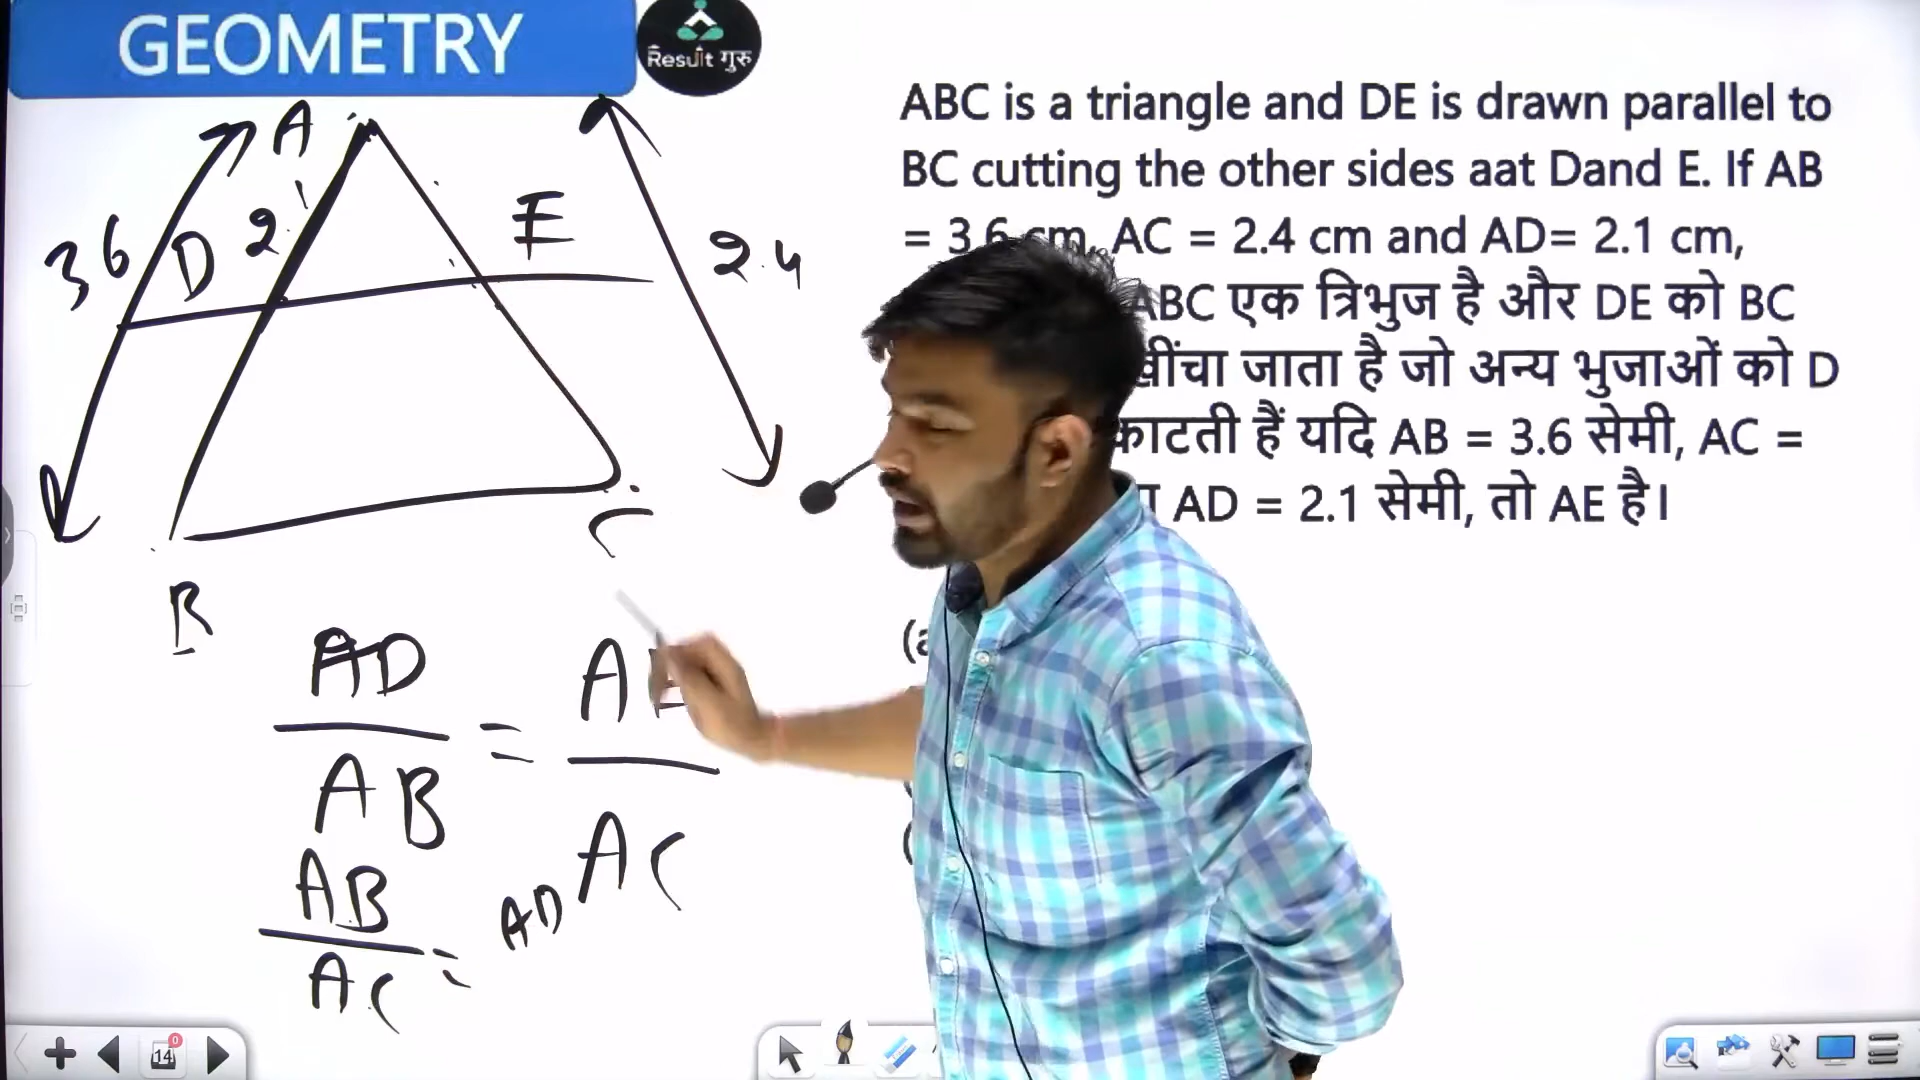 GEOMETRY
Result गुरु
ABC is a triangle and DE is drawn parallel to
BC cutting the other sides aat Dand E. If AB
= 3.6 cm, AC = 2.4 cm and AD= 2.1 cm,
ABC एक त्रिभुज है और DE को BC
खींचा जाता है जो अन्य भुजाओं को D
काटती हैं यदि AB = 3.6 सेमी, AC =
AD = 2.1 सेमी, तो AE है।
A
36
D
2.1
E
2.4
B
C
AD
AB
=
A
AC
AB
AC
=
AD
(a
14
0